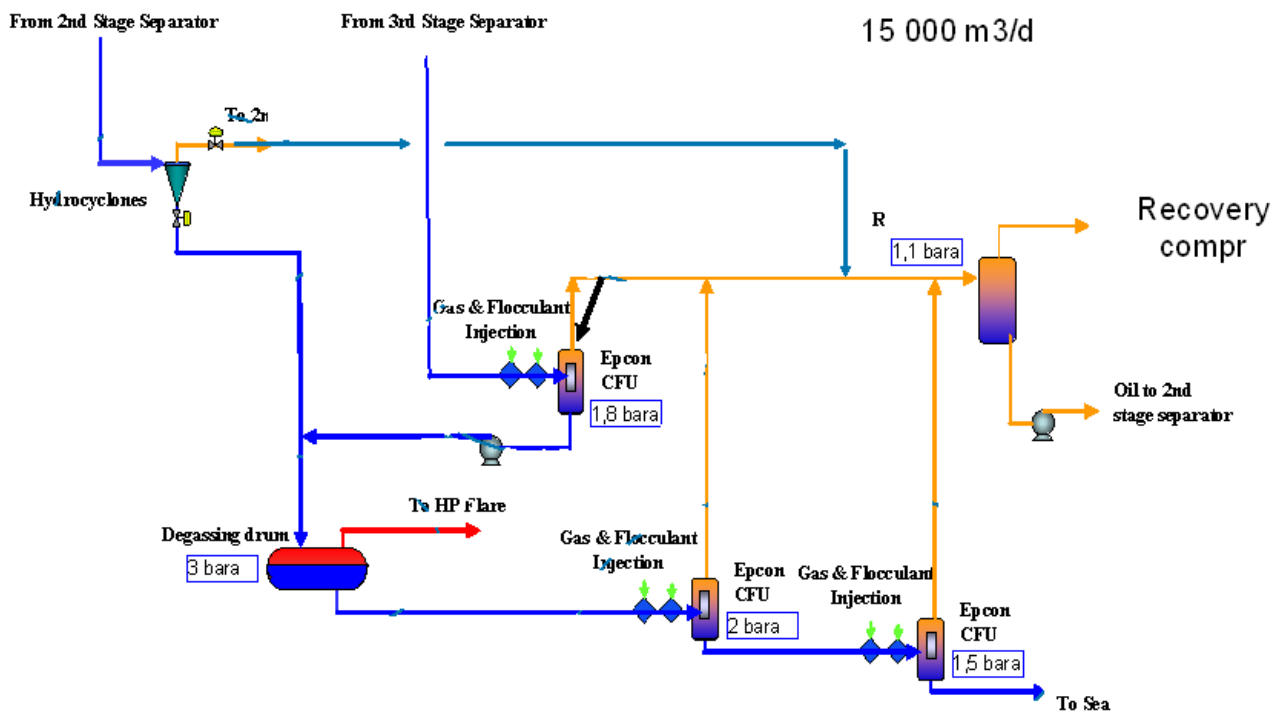 From 2nd Stage Separator
From 3rd Stage Separator
15 000 m3/d
To 2n
Hydrocyclones
R
1,1 bara
Recovery
compr
Gas & Flocculant
Injection
Epcon
CFU
1,8 bara
Oil to 2nd
stage separator
To HP Flare
Degassing drum
3 bara
Gas & Flocculant
Injection
Epcon
CFU
2 bara
Gas & Flocculant
Injection
Epcon
CFU
1,5 bara
To Sea